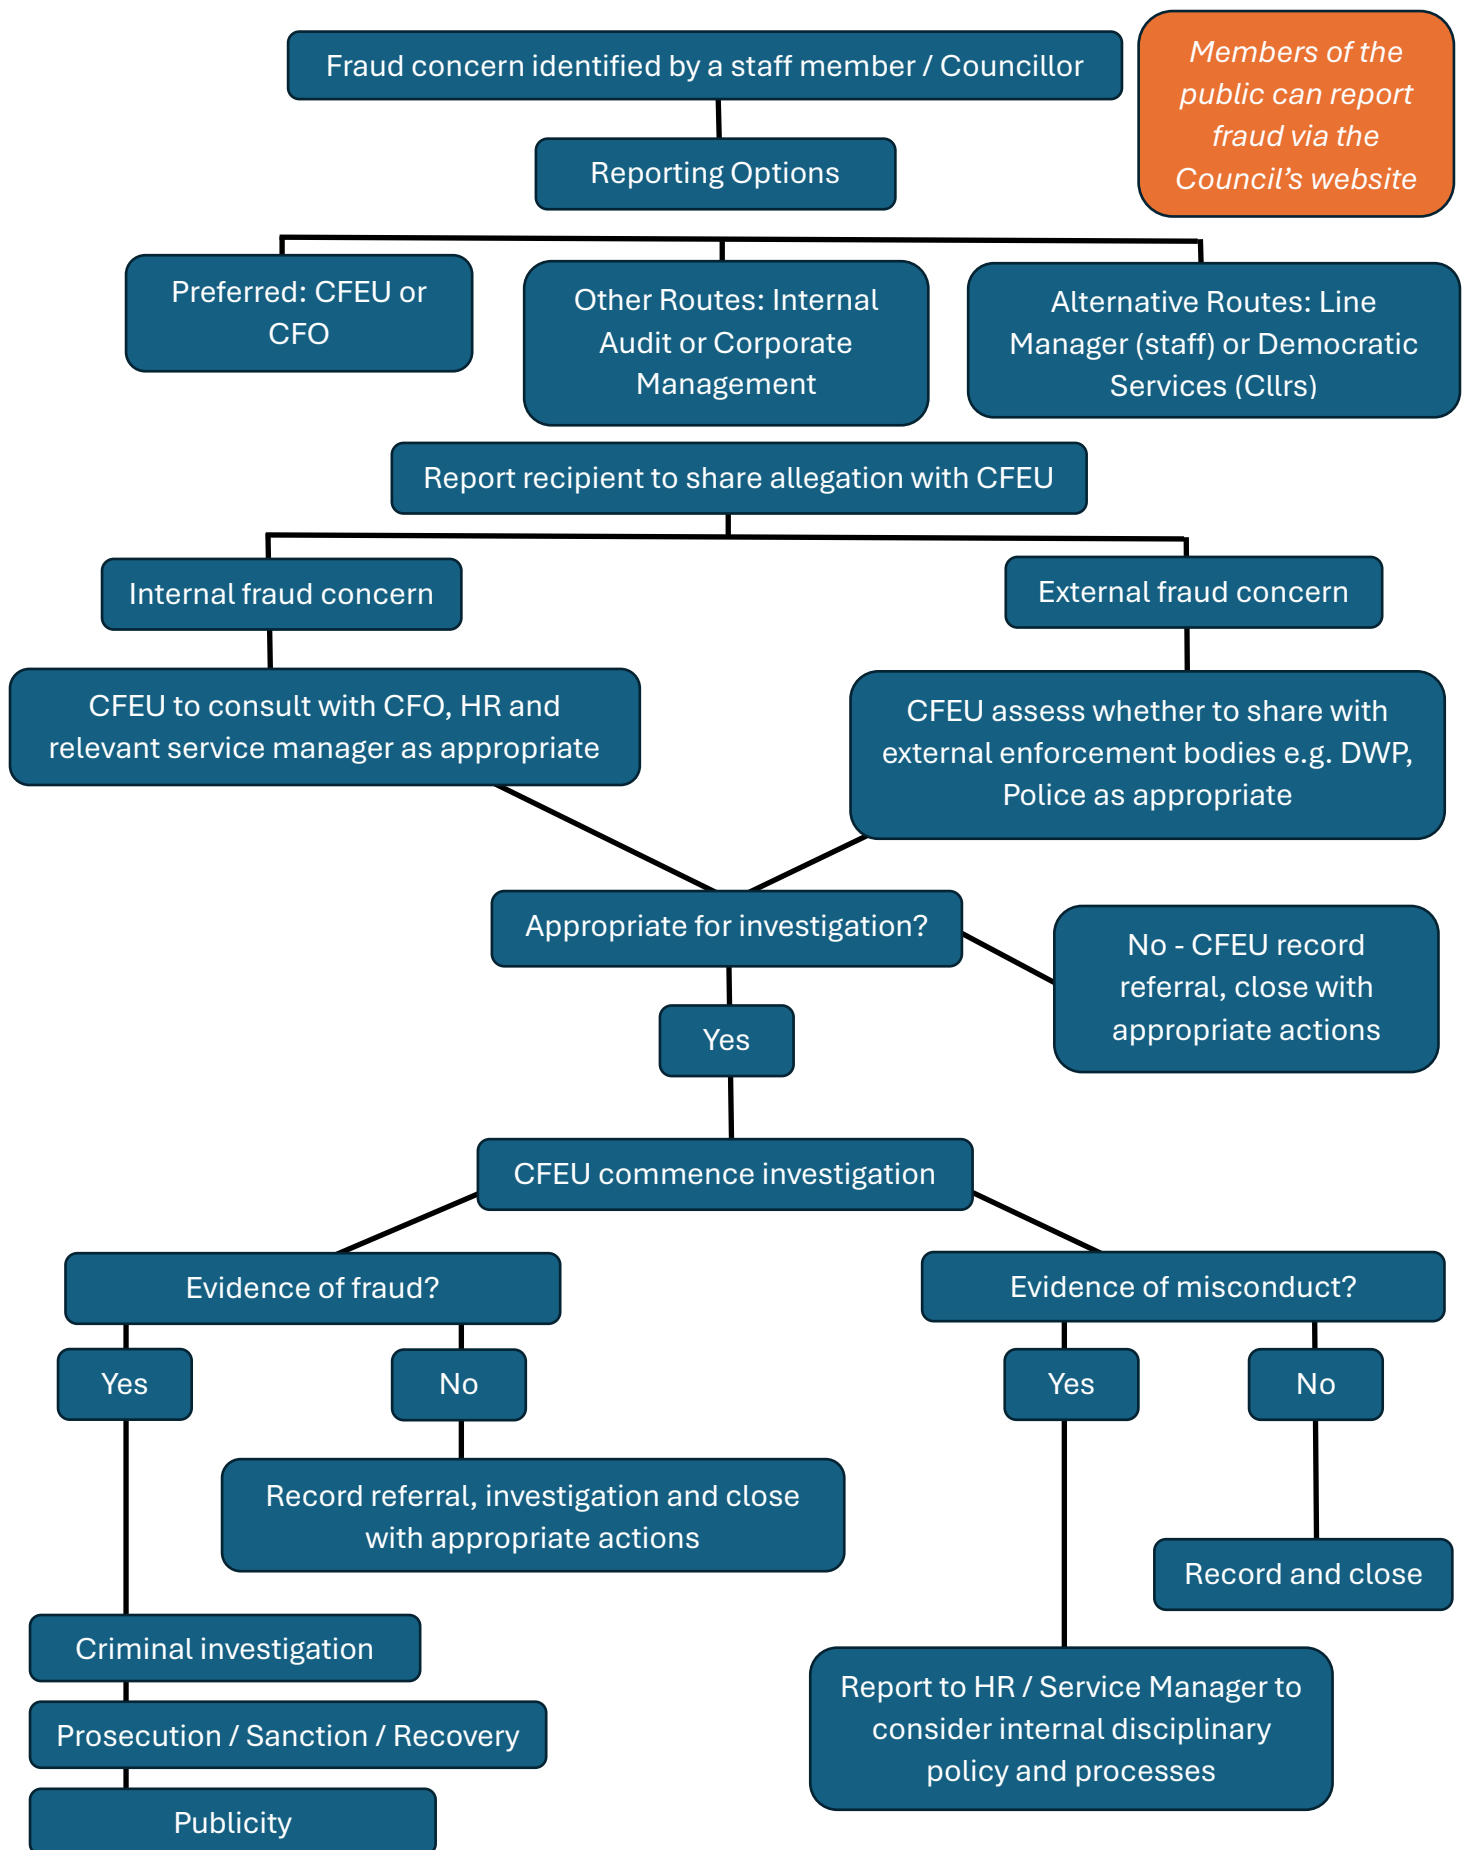 Fraud concern identified by a staff member / Councillor
Members of the
public can report
fraud via the
Council's website
Reporting Options
Preferred: CFEU or
CFO
Other Routes: Internal
Audit or Corporate
Management
Alternative Routes: Line
Manager (staff) or Democratic
Services (Cllrs)
Report recipient to share allegation with CFEU
Internal fraud concern
External fraud concern
CFEU to consult with CFO, HR and
relevant service manager as appropriate
CFEU assess whether to share with
external enforcement bodies e.g. DWP,
Police as appropriate
Appropriate for investigation?
No - CFEU record
referral, close with
appropriate actions
Yes
CFEU commence investigation
Evidence of fraud?
Evidence of misconduct?
Yes
No
Yes
No
Record referral, investigation and close
with appropriate actions
Record and close
Criminal investigation
Prosecution / Sanction / Recovery
Publicity
Report to HR / Service Manager to
consider internal disciplinary
policy and processes